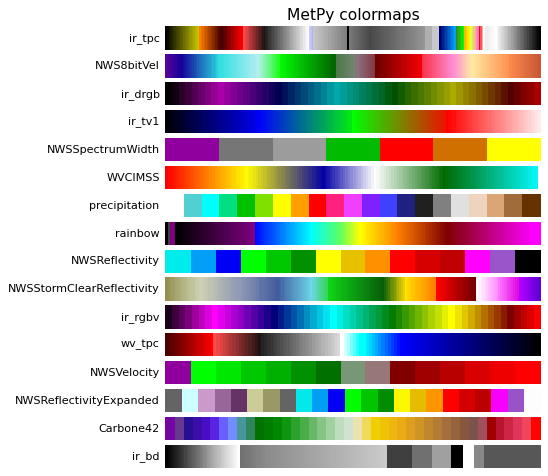 MetPy colormaps
ir_tpc
NWS8bitVel
ir_drgb
ir_tv1
NWSSpectrumWidth
WVCIMSS
precipitation
rainbow
NWSReflectivity
NWSStormClearReflectivity
ir_rgbv
wv_tpc
NWSVelocity
NWSReflectivityExpanded
Carbone42
ir_bd